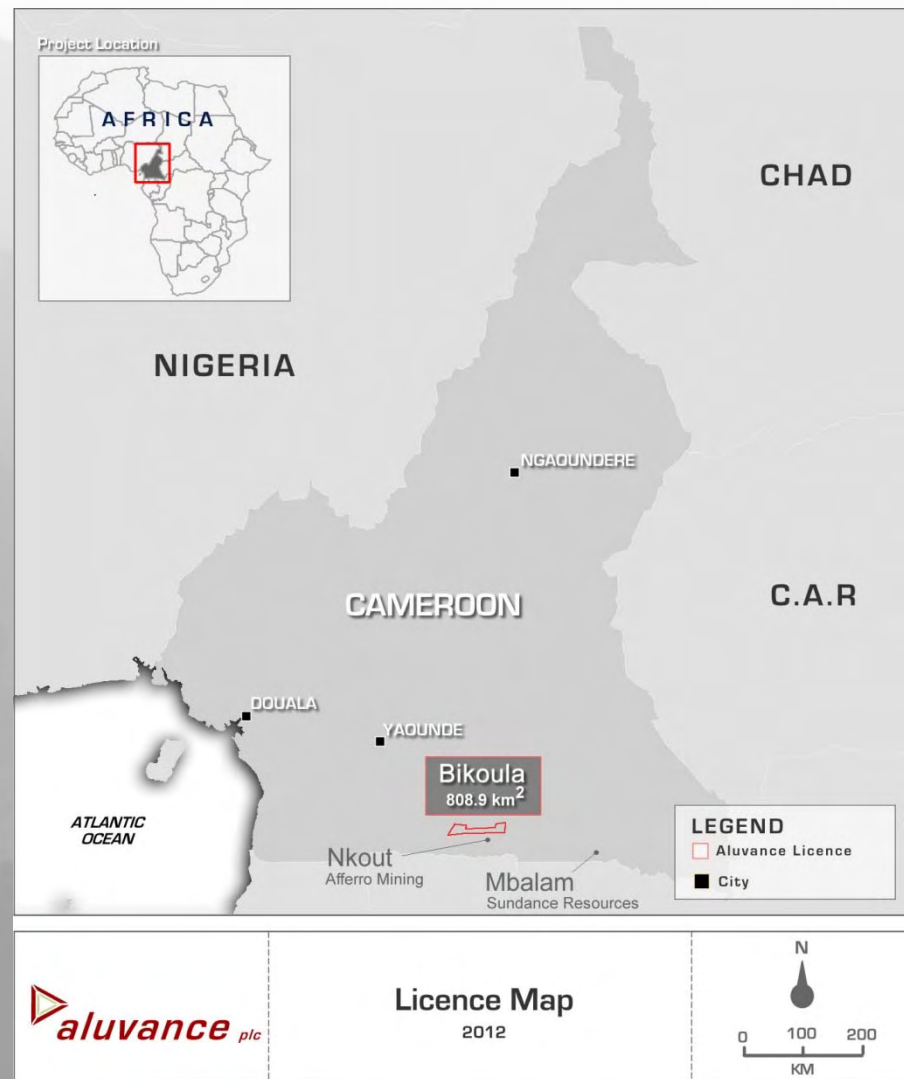 Project Location
AFRICA
CHAD
NIGERIA
NGAOUNDERE
CAMEROON
C.A.R
DOUALA
YAOUNDE
Bikoula
808.9 km²
ATLANTIC
OCEAN
Nkout
Afferro Mining
Mbalam
Sundance Resources
LEGEND
Aluvance Licence
City
aluvance plc
Licence Map
2012
N
0 100 200
KM